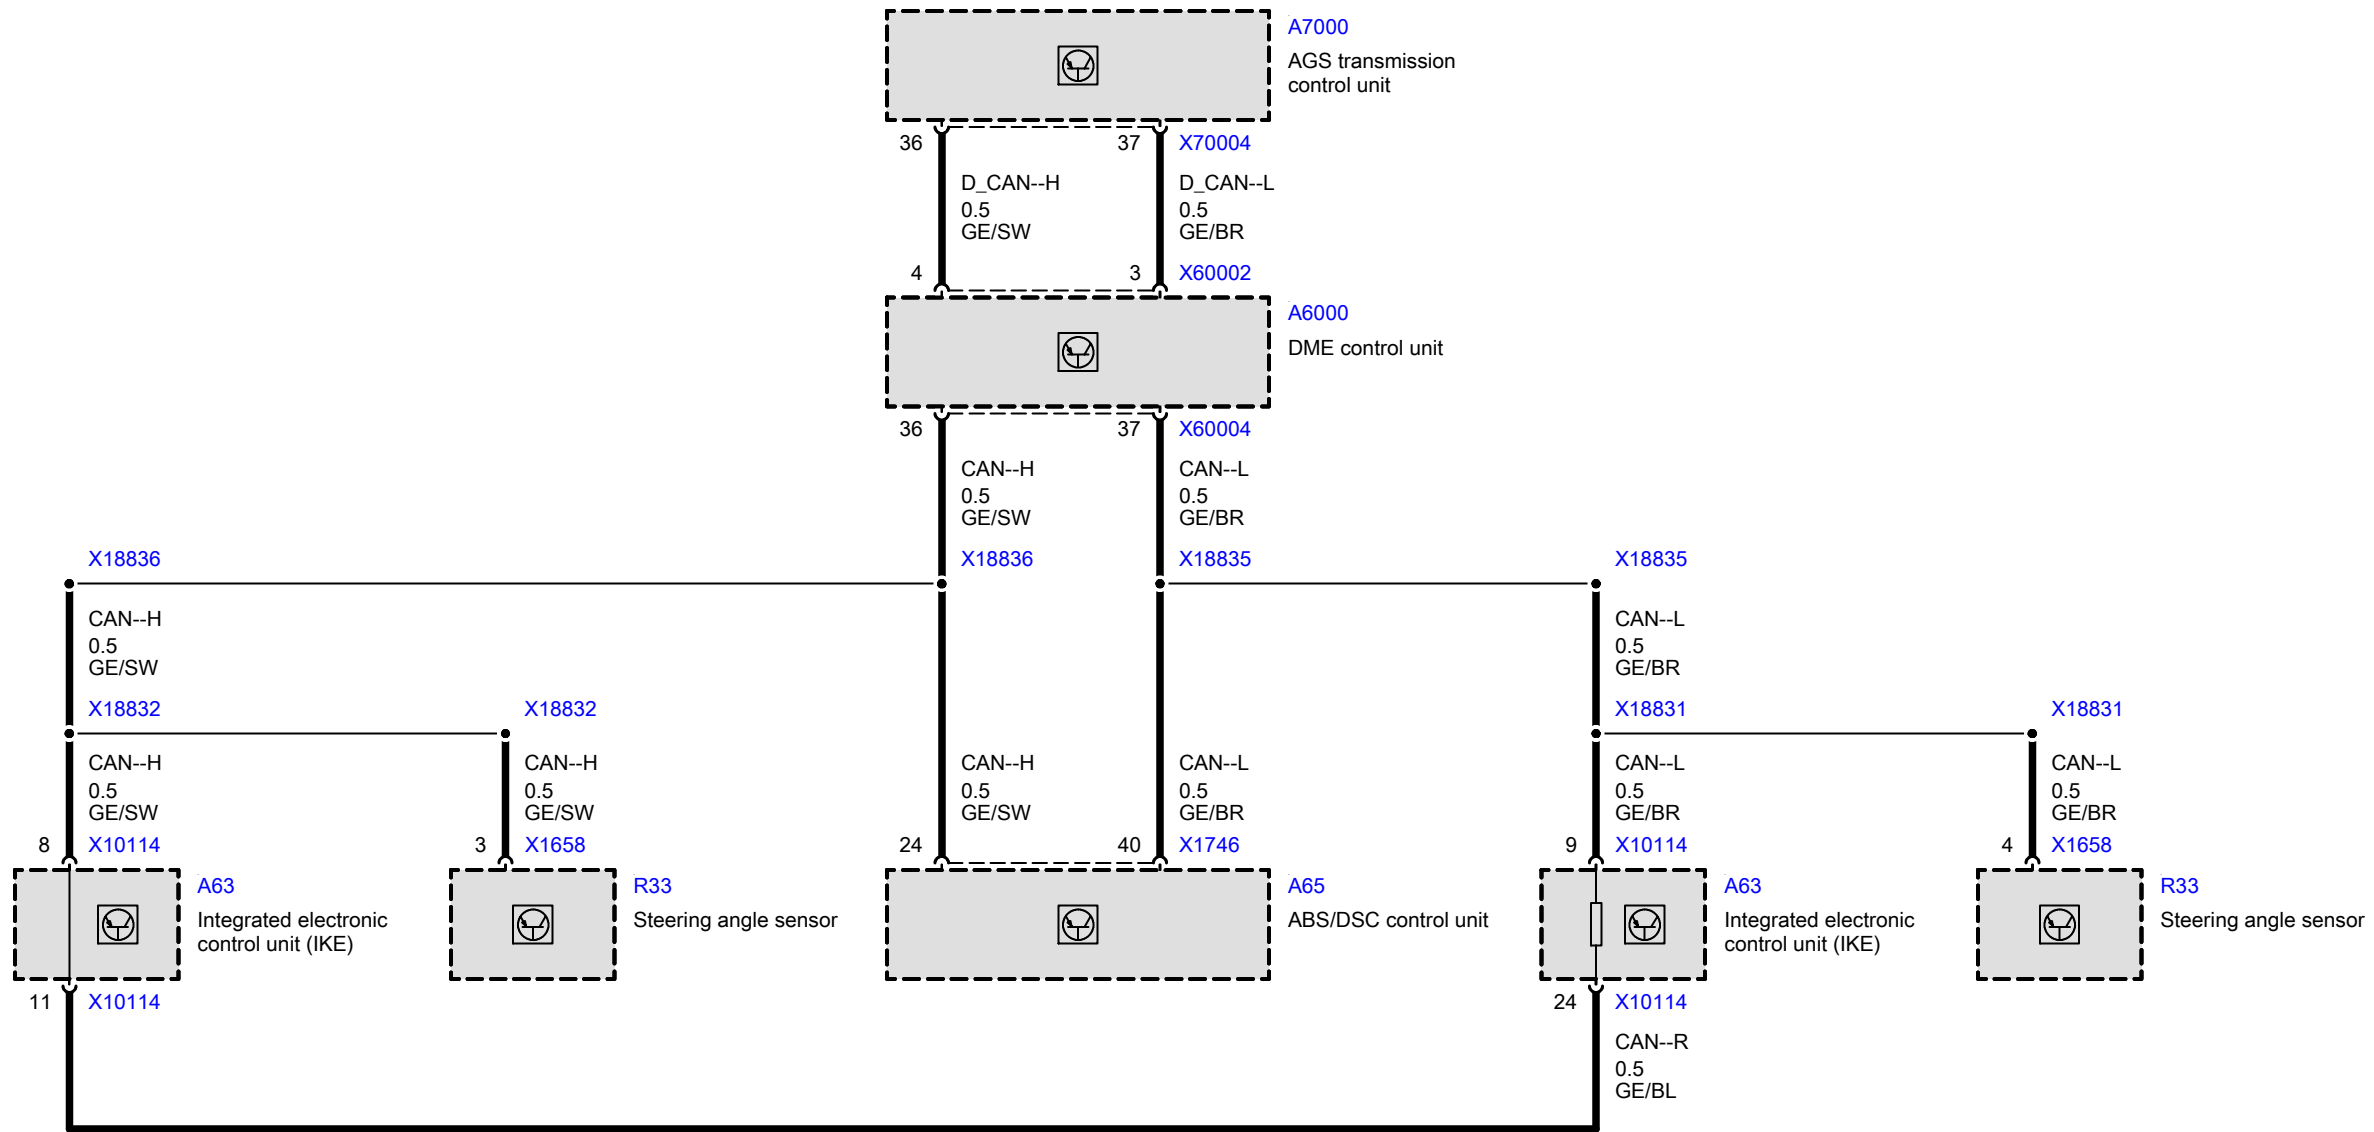 A7000
AGS transmission
control unit
36
37
X70004
D_CAN--H
0.5
GE/SW
D_CAN--L
0.5
GE/BR
4
3
X60002
A6000
DME control unit
36
37
X60004
CAN--H
0.5
GE/SW
CAN--L
0.5
GE/BR
X18836
X18836
X18835
X18835
CAN--H
0.5
GE/SW
CAN--L
0.5
GE/BR
X18832
X18832
X18831
X18831
CAN--H
0.5
GE/SW
CAN--H
0.5
GE/SW
CAN--H
0.5
GE/SW
CAN--L
0.5
GE/BR
CAN--L
0.5
GE/BR
CAN--L
0.5
GE/BR
8
X10114
3
X1658
24
40
X1746
9
X10114
4
X1658
A63
Integrated electronic
control unit (IKE)
R33
Steering angle sensor
A65
ABS/DSC control unit
A63
Integrated electronic
control unit (IKE)
R33
Steering angle sensor
11
X10114
24
X10114
CAN--R
0.5
GE/BL